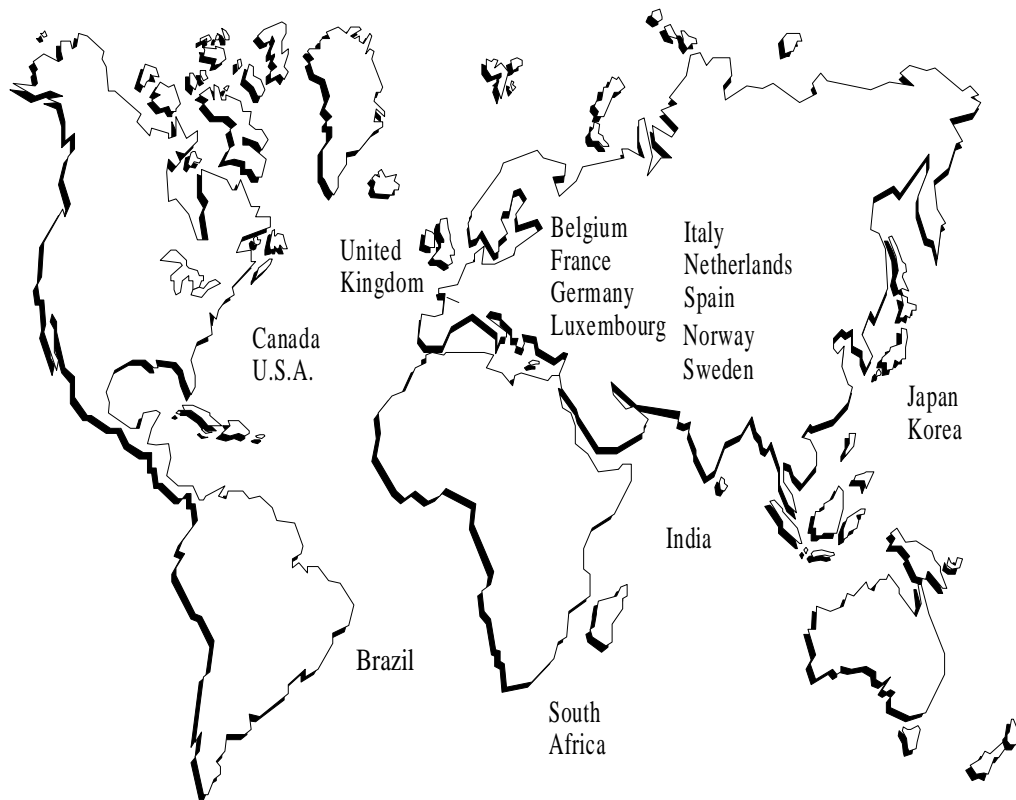 United
Kingdom
Belgium
France
Germany
Luxembourg
Italy
Netherlands
Spain
Norway
Sweden
Canada
U.S.A.
Japan
Korea
India
Brazil
South
Africa